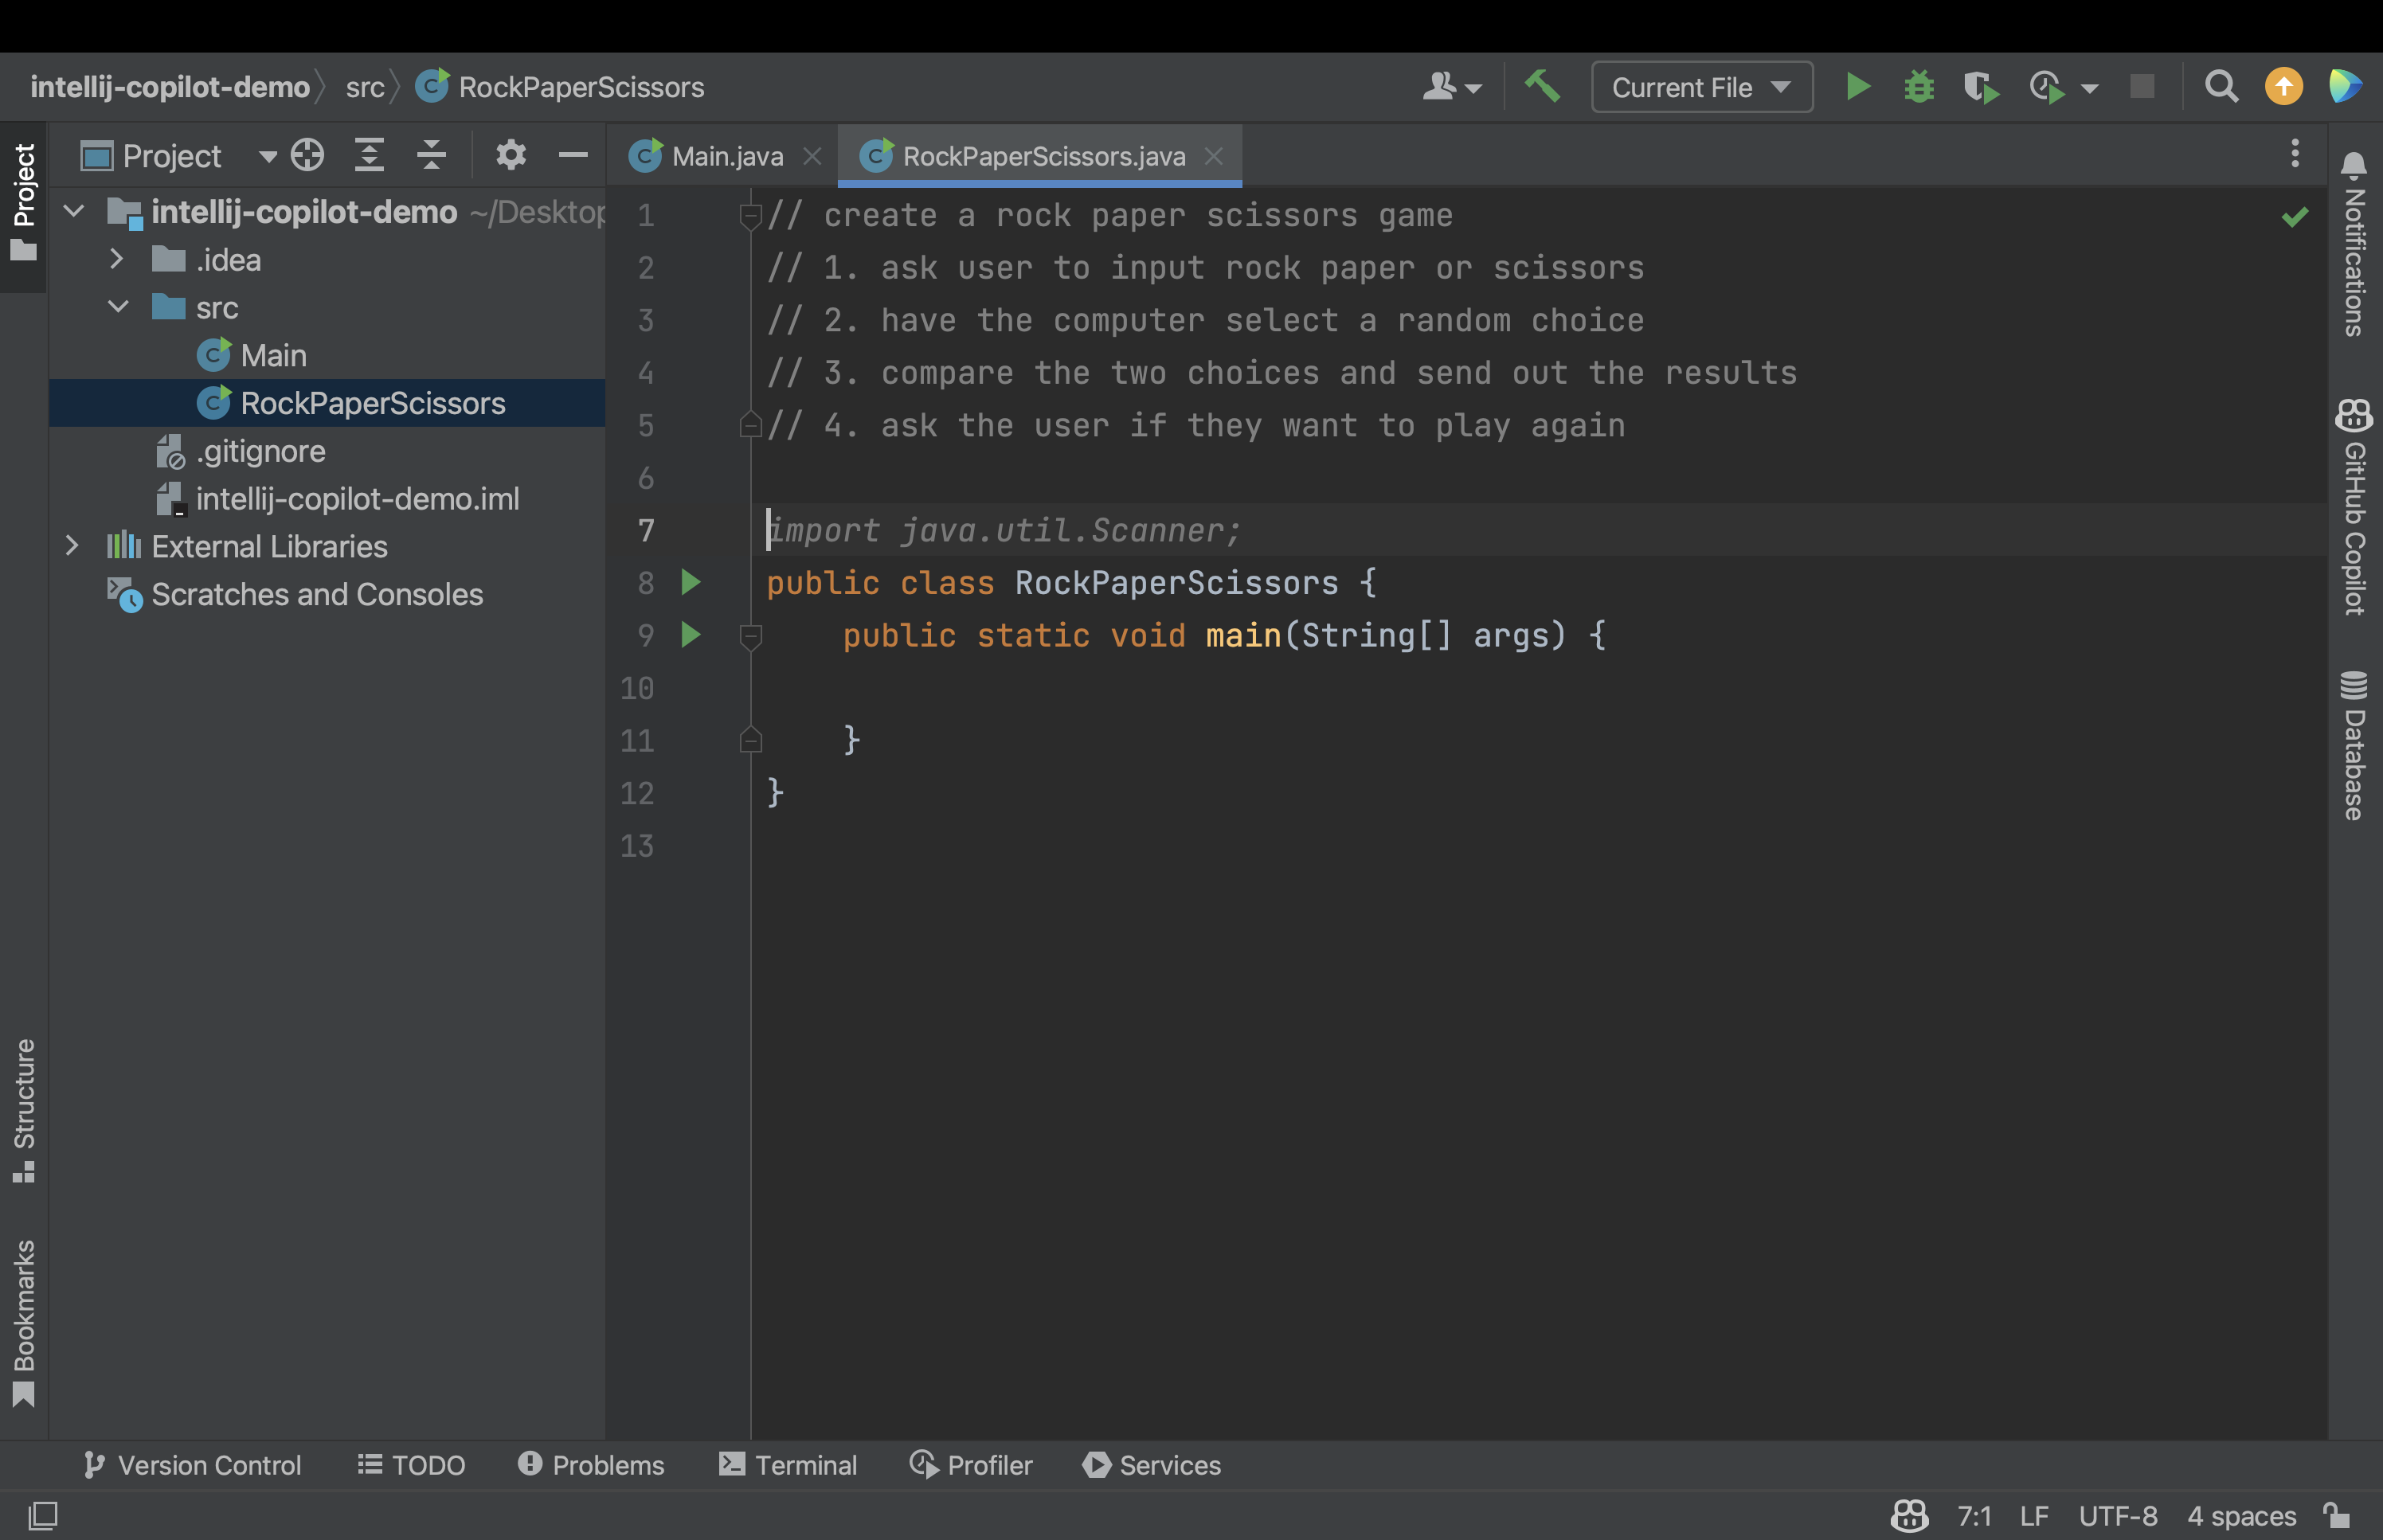 intellij-copilot-demo src RockPaperScissors
Current File
Project
Project
Main.java
RockPaperScissors.java
intellij-copilot-demo ~/Desktop
.idea
src
Main
RockPaperScissors
.gitignore
intellij-copilot-demo.iml
External Libraries
Scratches and Consoles
1 // create a rock paper scissors game
2 // 1. ask user to input rock paper or scissors
3 // 2. have the computer select a random choice
4 // 3. compare the two choices and send out the results
5 // 4. ask the user if they want to play again
6
7 import java.util.Scanner;
8 public class RockPaperScissors {
9 public static void main(String[] args) {
10
11 }
12 }
13
Notifications
GitHub Copilot
Database
Structure
Bookmarks
Version Control TODO Problems Terminal Profiler Services
7:1 LF UTF-8 4 spaces